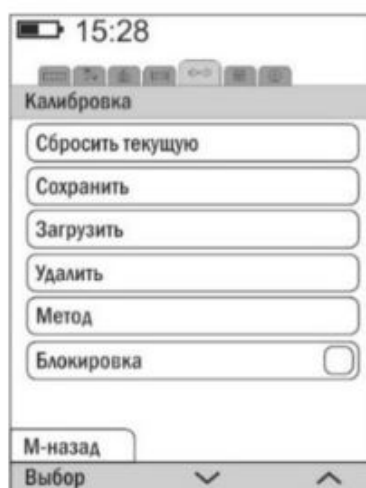 15:28
Калибровка
Сбросить текущую
Сохранить
Загрузить
Удалить
Метод
Блокировка
М-назад
Выбор